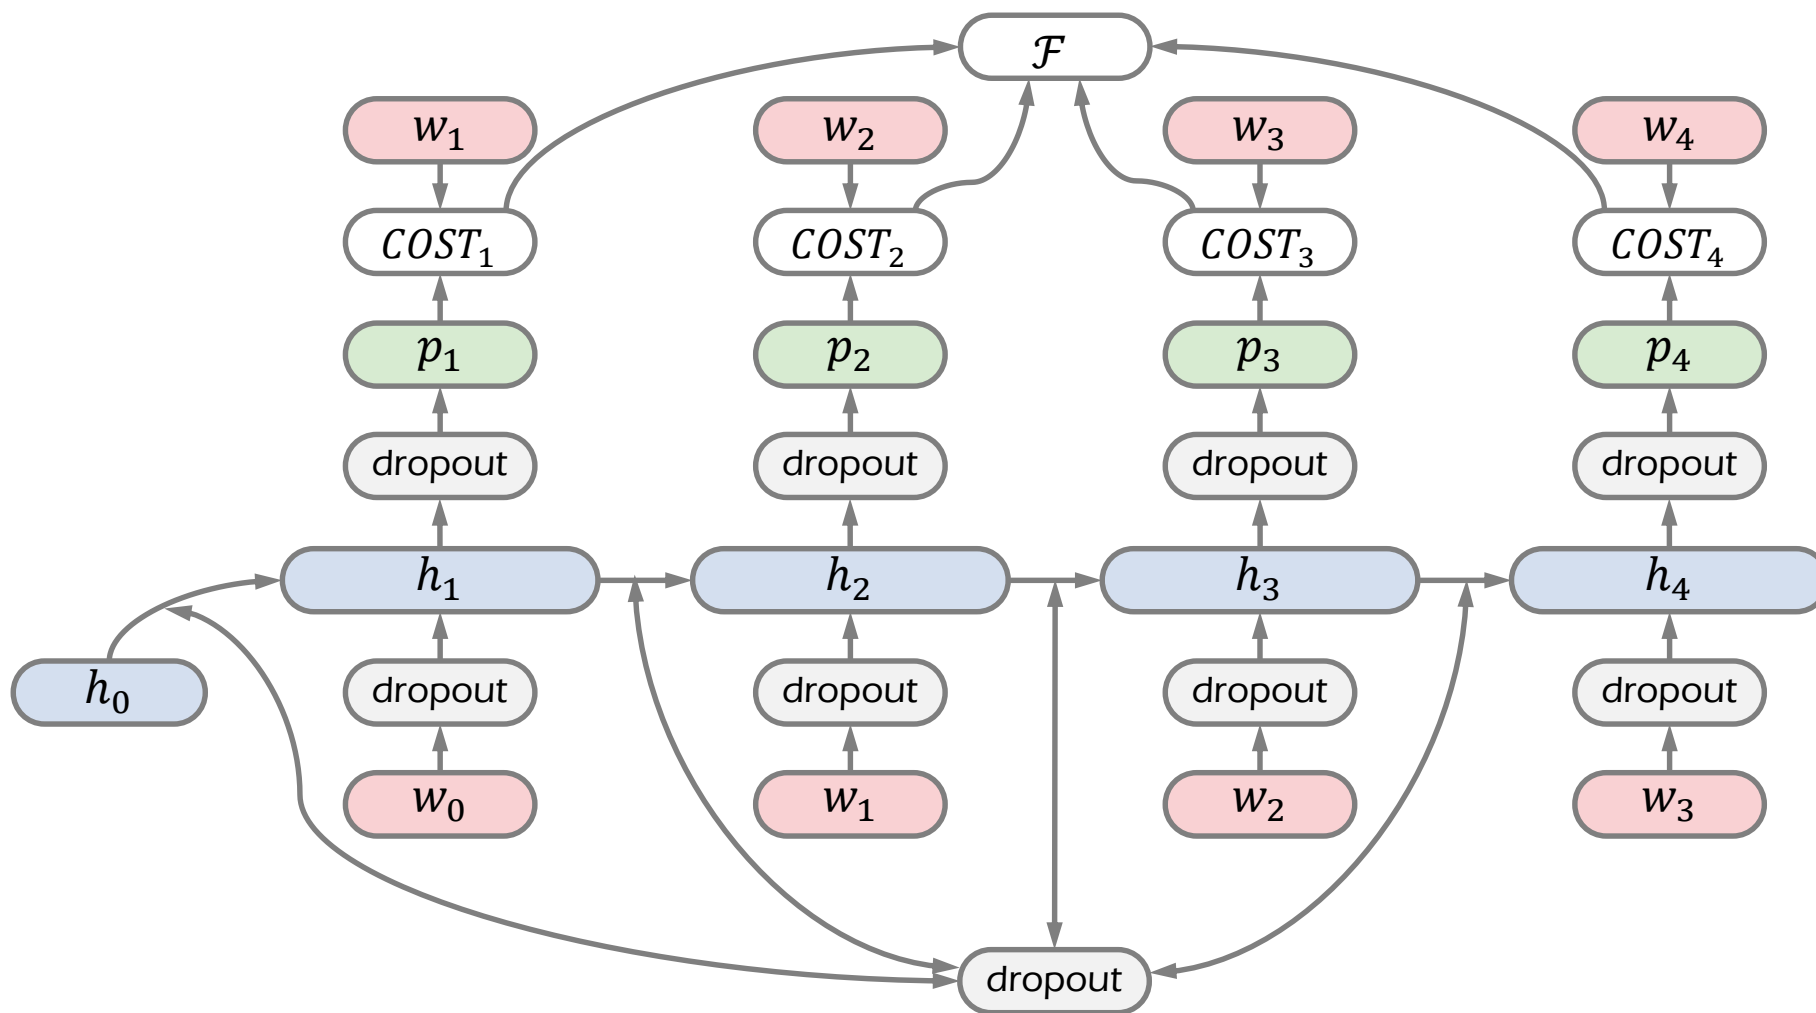 ℱ
w₁ w₂ w₃ w₄
COST₁ COST₂ COST₃ COST₄
p₁ p₂ p₃ p₄
dropout dropout dropout dropout
h₁ h₂ h₃ h₄
h₀ dropout dropout dropout dropout
w₀ w₁ w₂ w₃
dropout